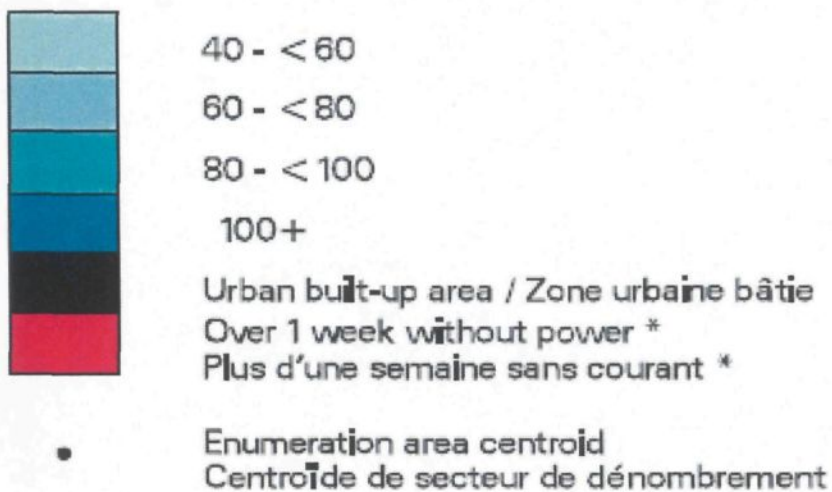 40 - < 60
60 - < 80
80 - < 100
100+
Urban built-up area / Zone urbaine bâtie
Over 1 week without power *
Plus d'une semaine sans courant *
Enumeration area centroid
Centroïde de secteur de dénombrement